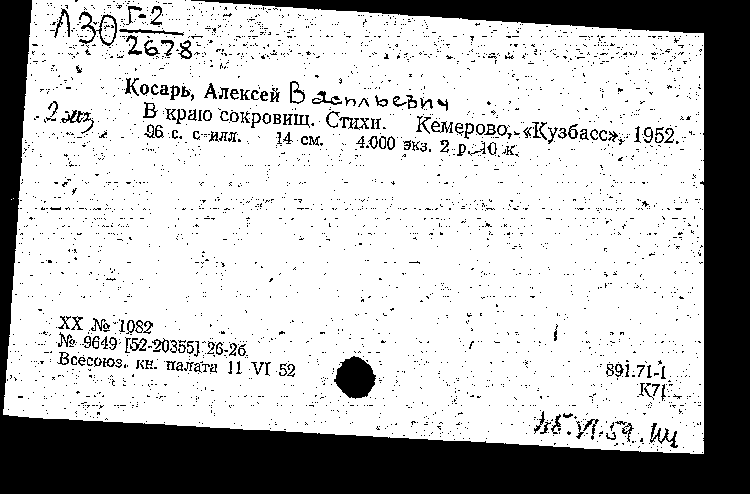 Л30 Г-2
2678
Косарь, Алексей Васильевич
2 экз,
В краю сокровищ. Стихи. Кемерово, «Кузбасс», 1952.
96 с. с илл. 14 см. 4.000 экз. 2 р. 10 к.
XX № 1082
№ 9649 [52-20355] 26-26
Всесоюз. кн. палата 11 VI 52
891.71-1
К71